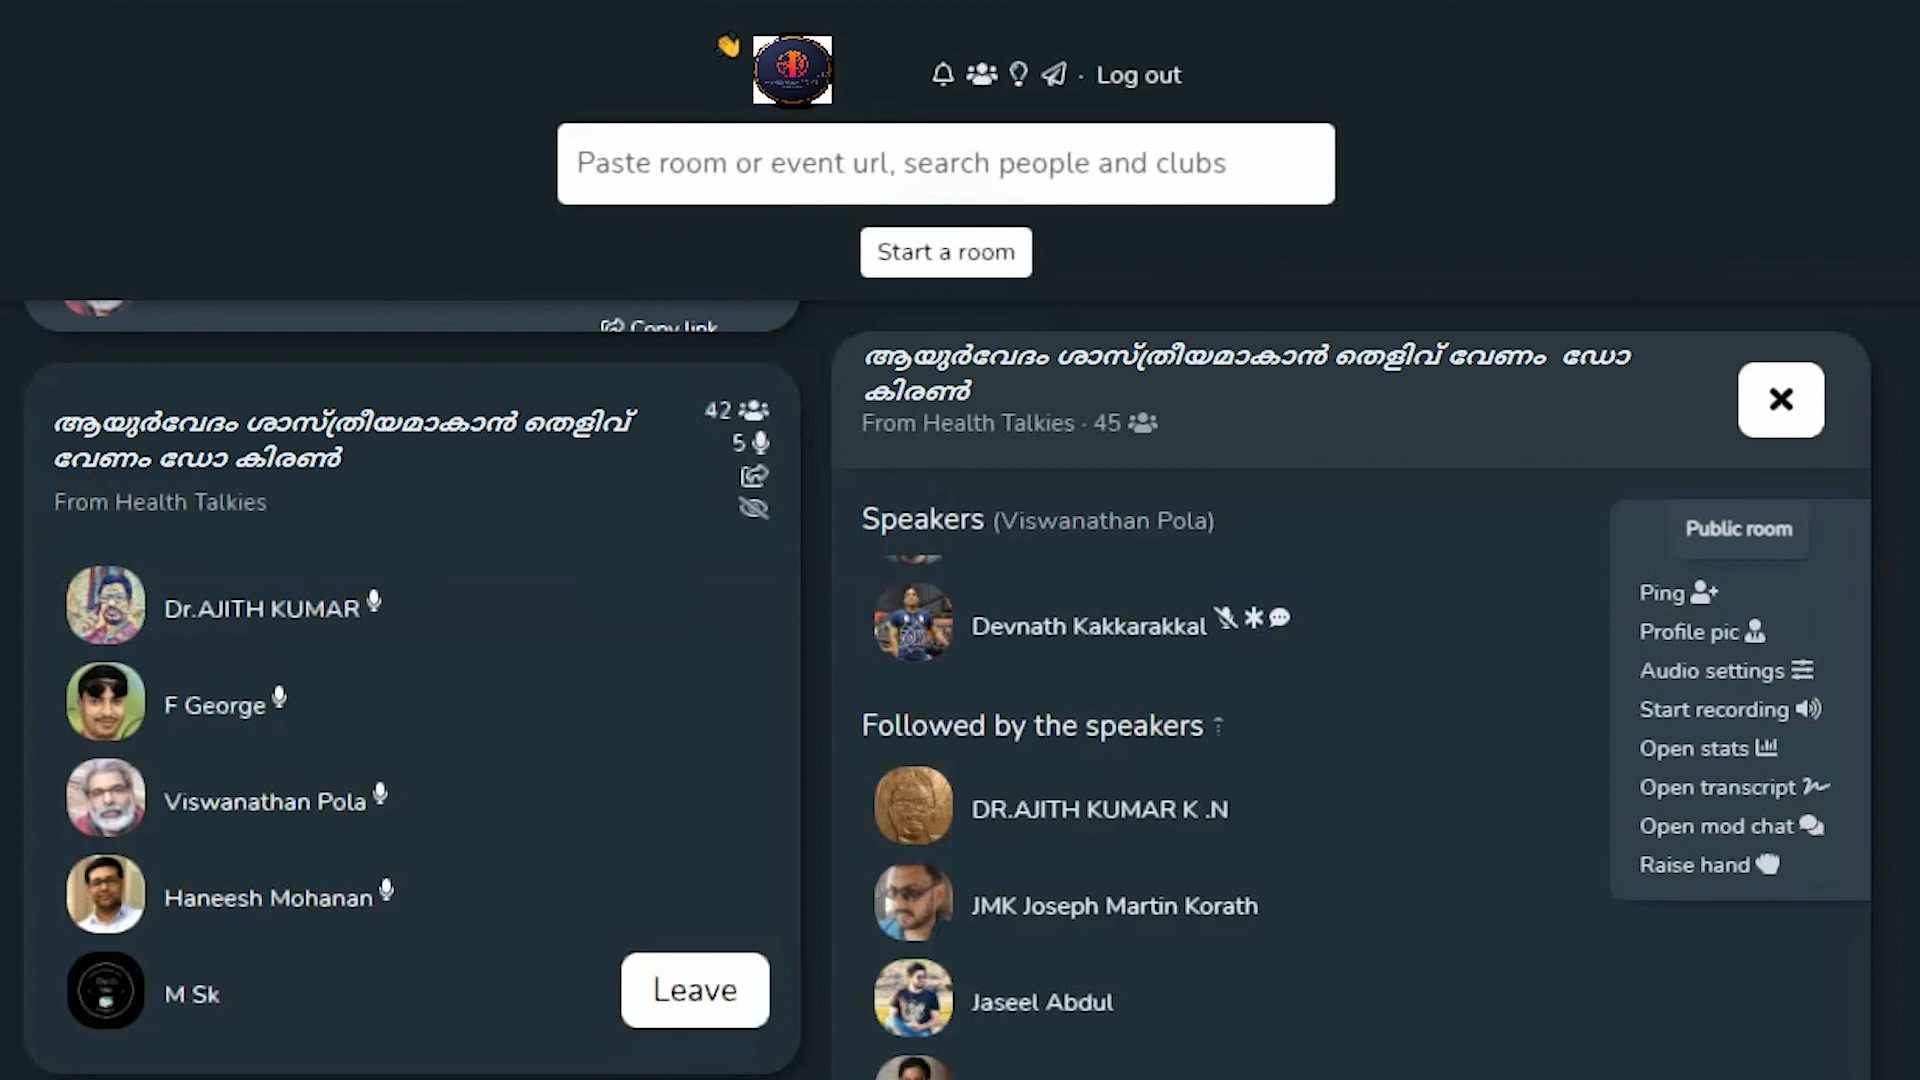 Log out
Paste room or event url, search people and clubs
Start a room
Copy link
ആയുർവേദം ശാസ്ത്രീയമാകാൻ തെളിവ്
വേണം ഡോ കിരൺ
From Health Talkies
42
5
Dr.AJITH KUMAR
F George
Viswanathan Pola
Haneesh Mohanan
M Sk
Leave
ആയുർവേദം ശാസ്ത്രീയമാകാൻ തെളിവ് വേണം ഡോ
കിരൺ
From Health Talkies · 45
Speakers (Viswanathan Pola)
Devnath Kakkarakkal
Followed by the speakers
DR.AJITH KUMAR K .N
JMK Joseph Martin Korath
Jaseel Abdul
Public room
Ping
Profile pic
Audio settings
Start recording
Open stats
Open transcript
Open mod chat
Raise hand